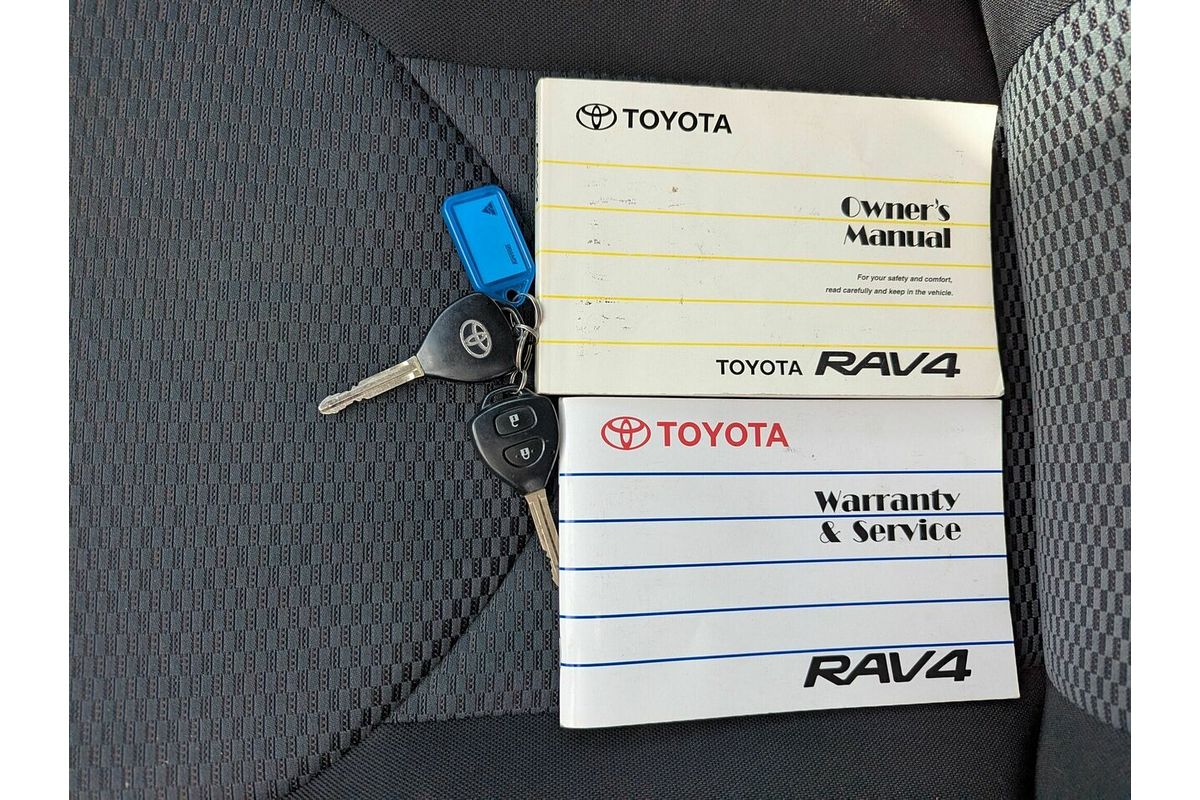 TOYOTA
Owner's
Manual
For your safety and comfort,
read carefully and keep in the vehicle.
TOYOTA RAV4
TOYOTA
Warranty
& Service
RAV4